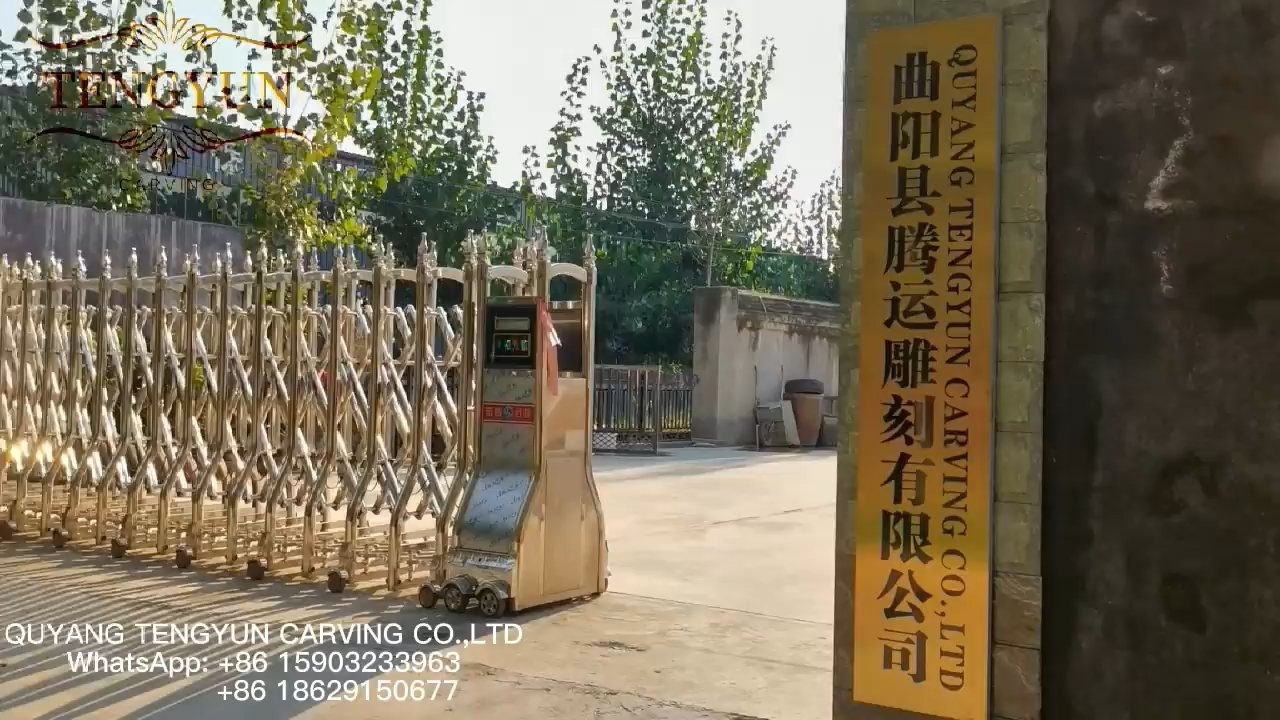 TENGYUN
CARVING
曲阳县腾运雕刻有限公司
QUYANG TENGYUN CARVING CO.,LTD
QUYANG TENGYUN CARVING CO.,LTD
WhatsApp: +86 15903233963
+86 18629150677